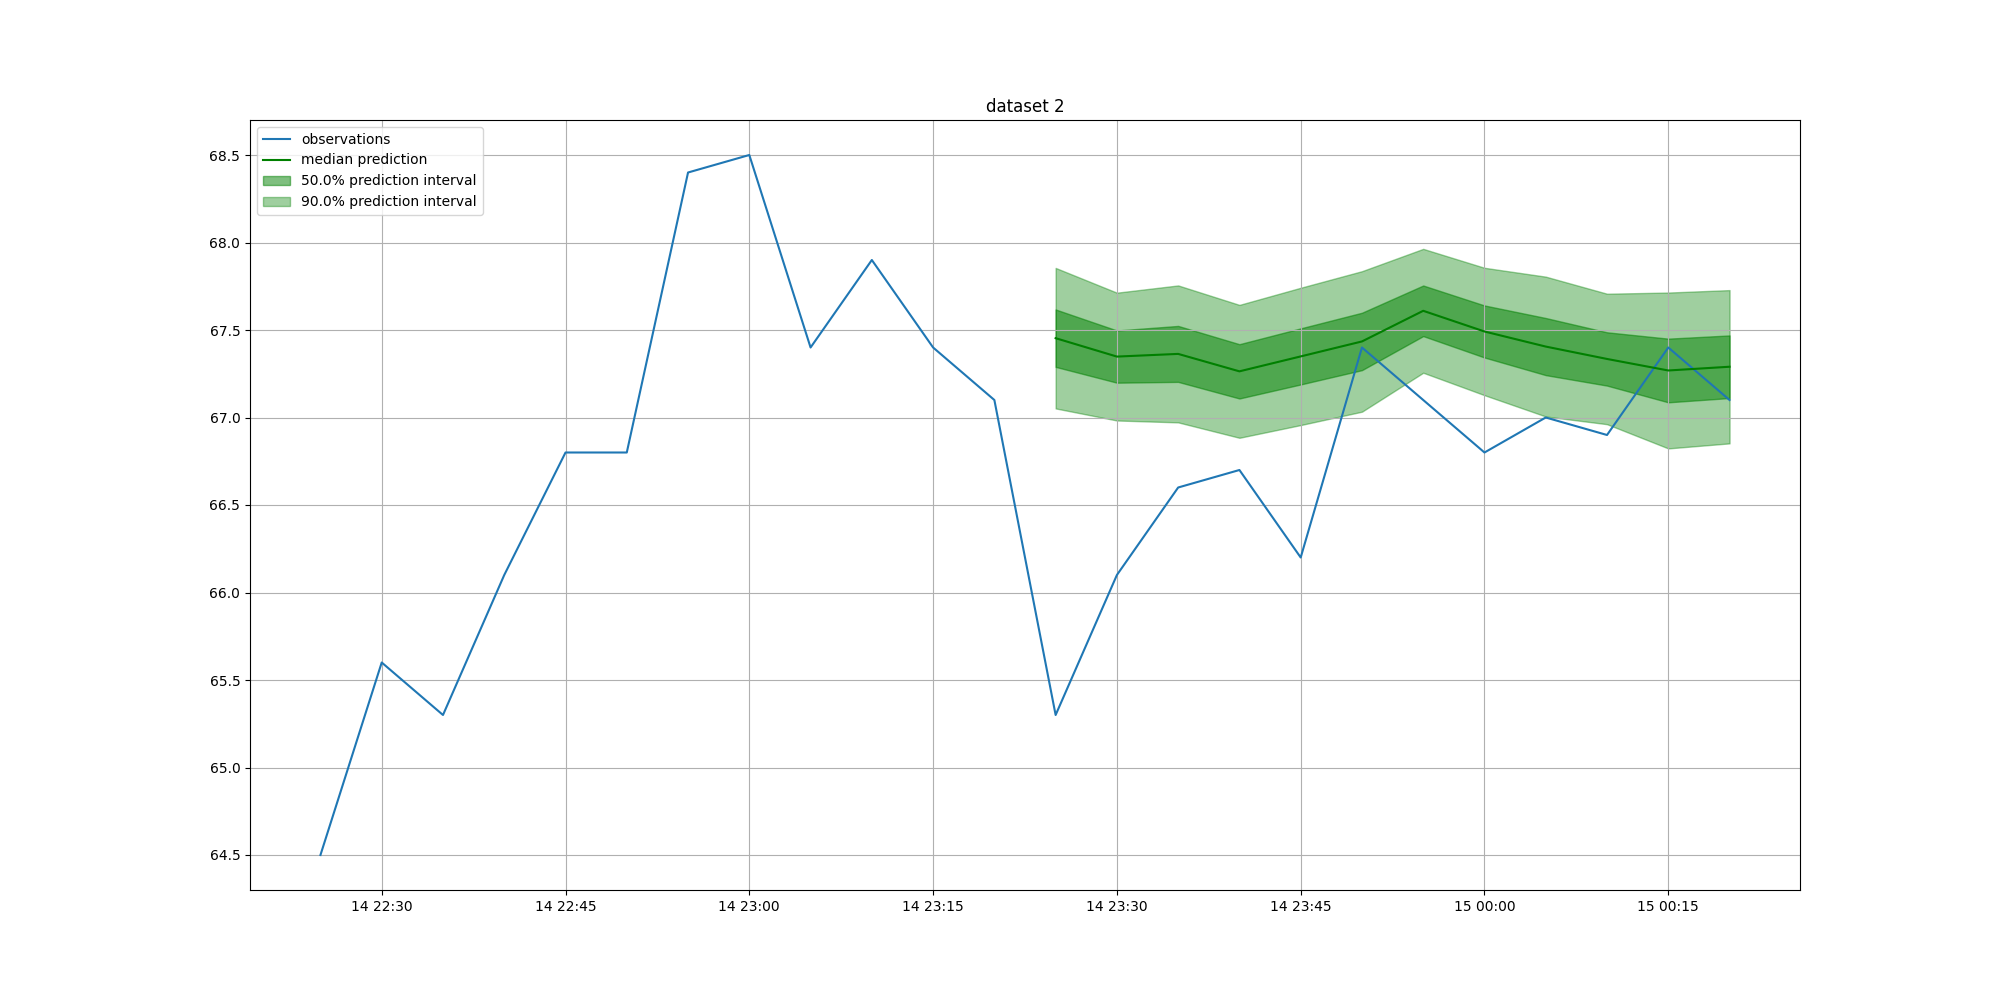 dataset 2
observations
median prediction
50.0% prediction interval
90.0% prediction interval
68.5
68.0
67.5
67.0
66.5
66.0
65.5
65.0
64.5
14 22:30 14 22:45 14 23:00 14 23:15 14 23:30 14 23:45 15 00:00 15 00:15